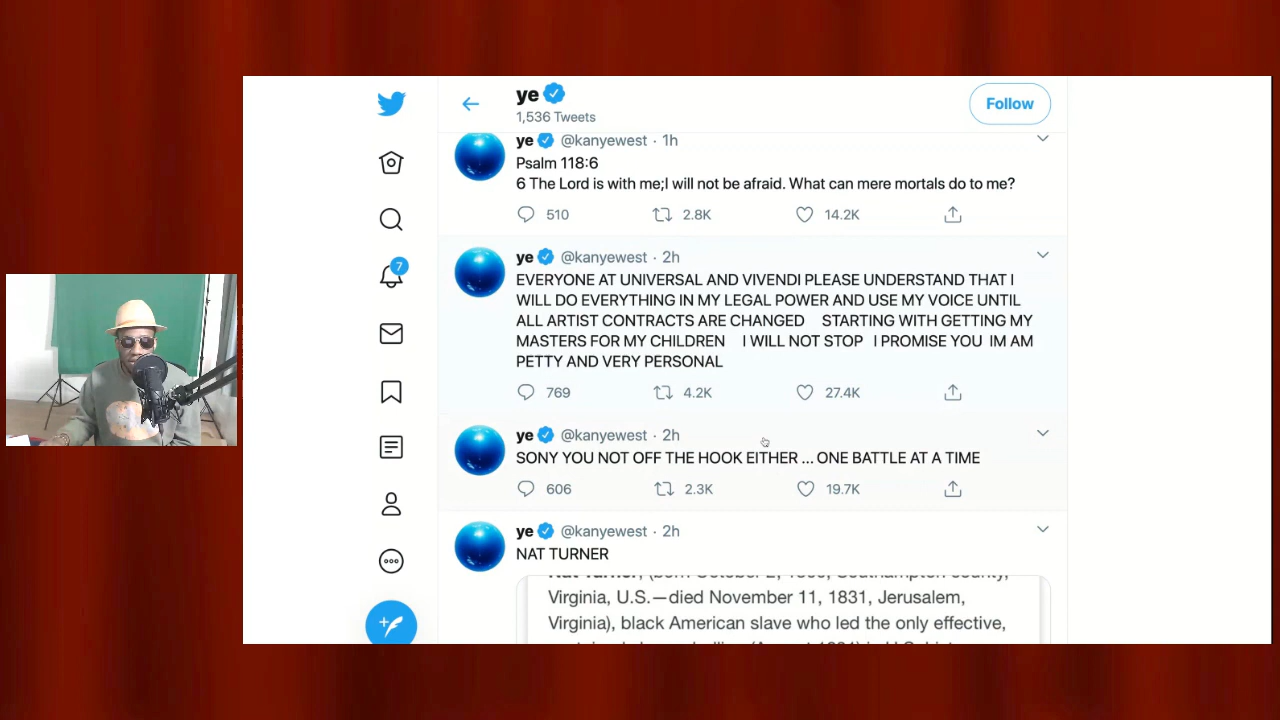 ye
1,536 Tweets
Follow
ye @kanyewest · 1h
Psalm 118:6
6 The Lord is with me;I will not be afraid. What can mere mortals do to me?
510 2.8K 14.2K
7
ye @kanyewest · 2h
EVERYONE AT UNIVERSAL AND VIVENDI PLEASE UNDERSTAND THAT I
WILL DO EVERYTHING IN MY LEGAL POWER AND USE MY VOICE UNTIL
ALL ARTIST CONTRACTS ARE CHANGED STARTING WITH GETTING MY
MASTERS FOR MY CHILDREN I WILL NOT STOP I PROMISE YOU IM AM
PETTY AND VERY PERSONAL
769 4.2K 27.4K
ye @kanyewest · 2h
SONY YOU NOT OFF THE HOOK EITHER ... ONE BATTLE AT A TIME
606 2.3K 19.7K
ye @kanyewest · 2h
NAT TURNER
Virginia, U.S.—died November 11, 1831, Jerusalem,
Virginia), black American slave who led the only effective,